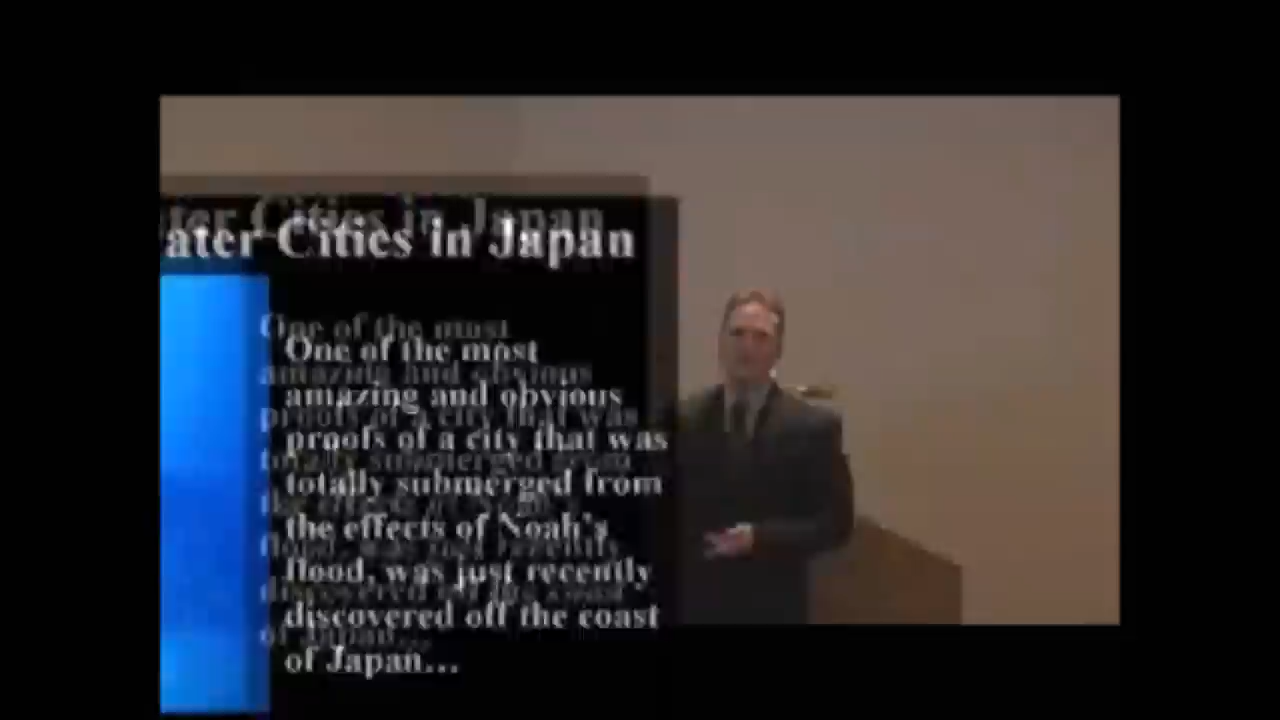 ater Cities in Japan
One of the most
amazing and obvious
proofs of a city that was
totally submerged from
the effects of Noah's
flood, was just recently
discovered off the coast
of Japan...